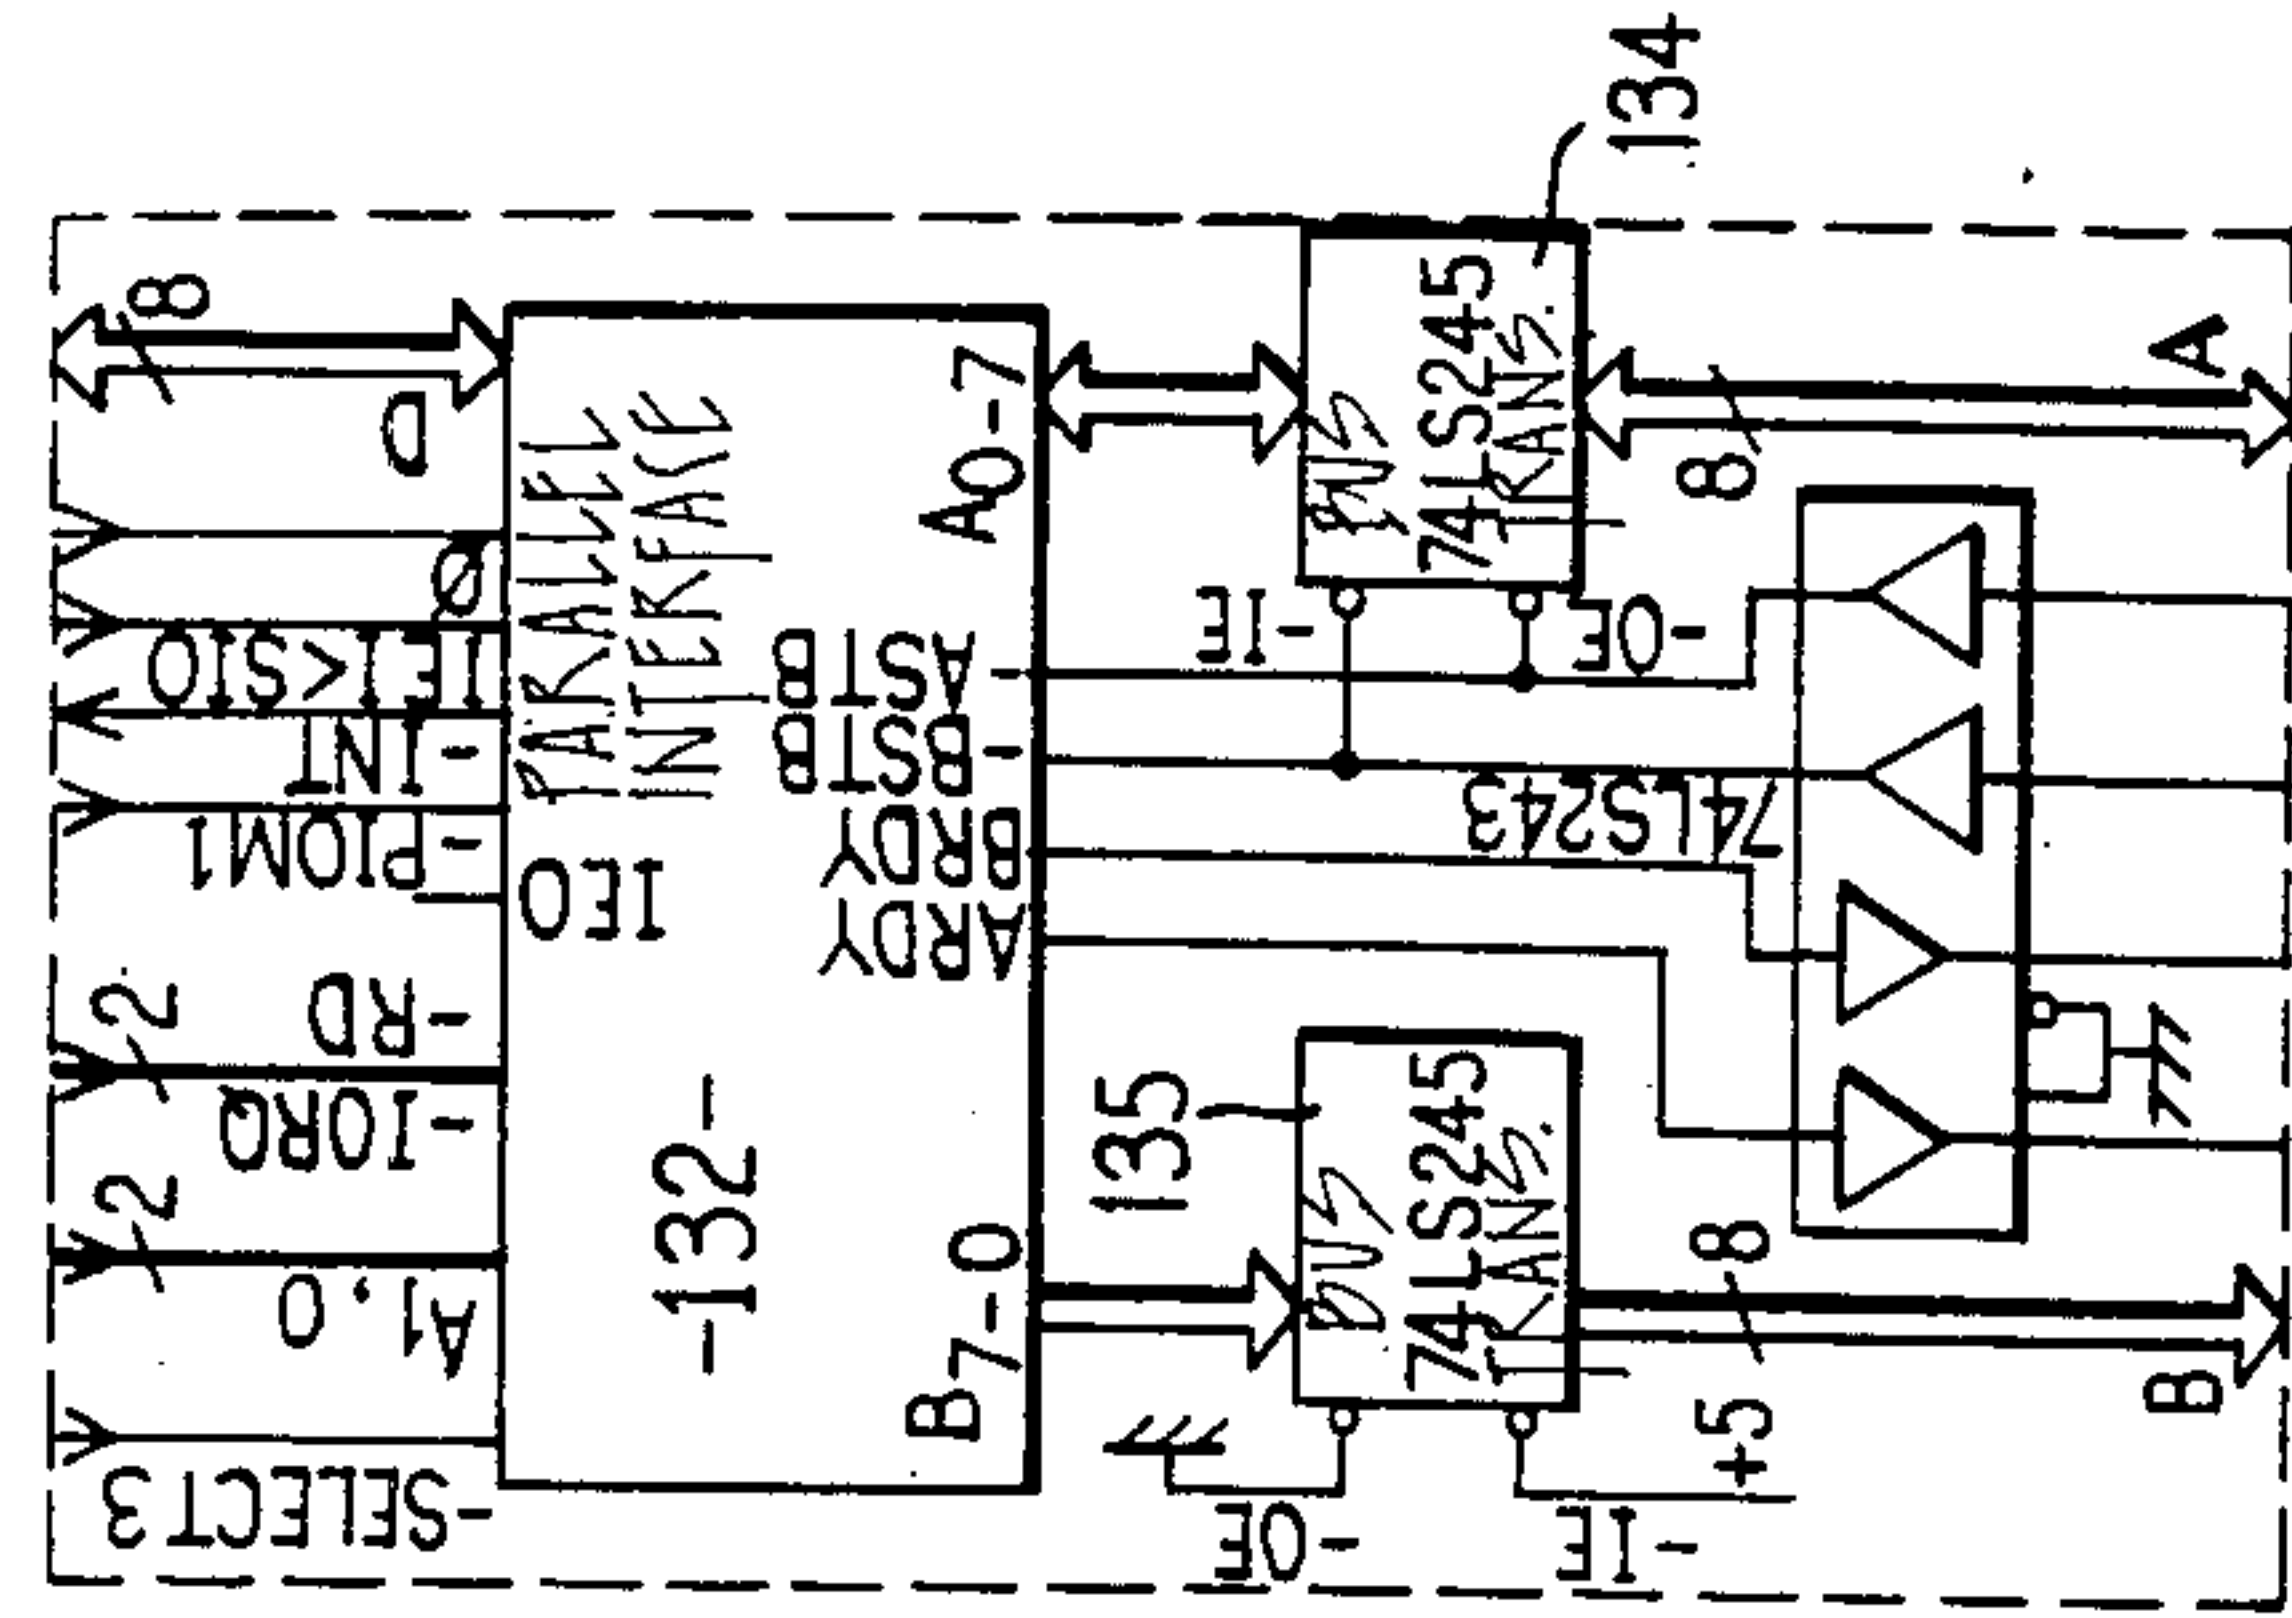 -SELECT 3
A1,0
2
-IORQ
2
-RD
-PIOM1
-INT
IEI<SIO
Ø
D
8
PARALLEL
INTERFACE
-132-
IEO
B7-0
ARDY
BRDY
-BSTB
-ASTB
A0-7
135
-OE
-IE
+5
BUS
74LS245
TRANS.
8
B
74LS243
-IE
-OE
BUS
74LS245
TRANS.
134
8
A